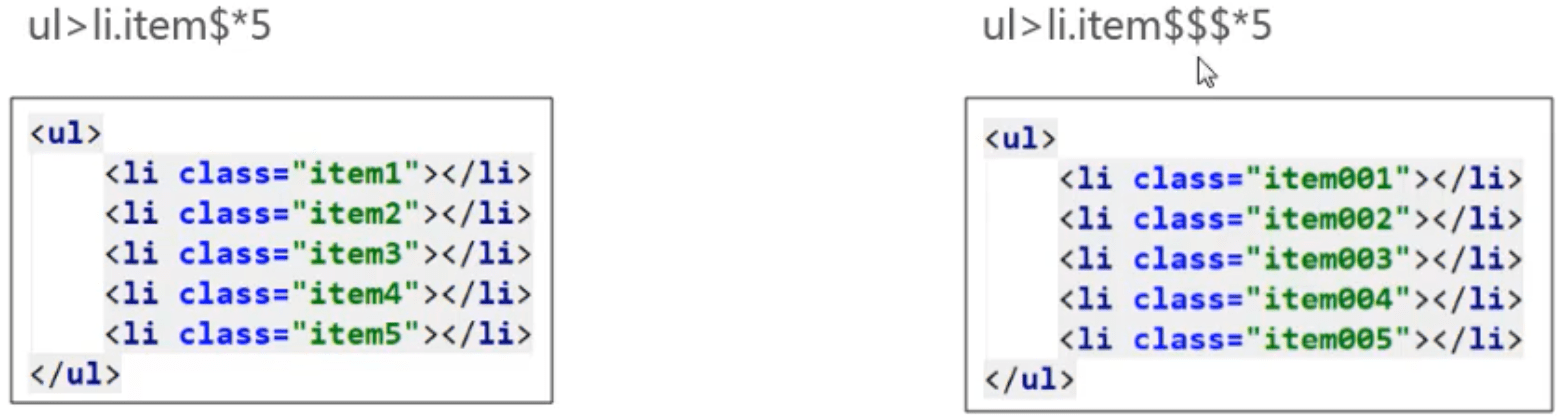 ul>li.item$*5
<ul>
<li class="item1"></li>
<li class="item2"></li>
<li class="item3"></li>
<li class="item4"></li>
<li class="item5"></li>
</ul>
ul>li.item$$$*5
<ul>
<li class="item001"></li>
<li class="item002"></li>
<li class="item003"></li>
<li class="item004"></li>
<li class="item005"></li>
</ul>